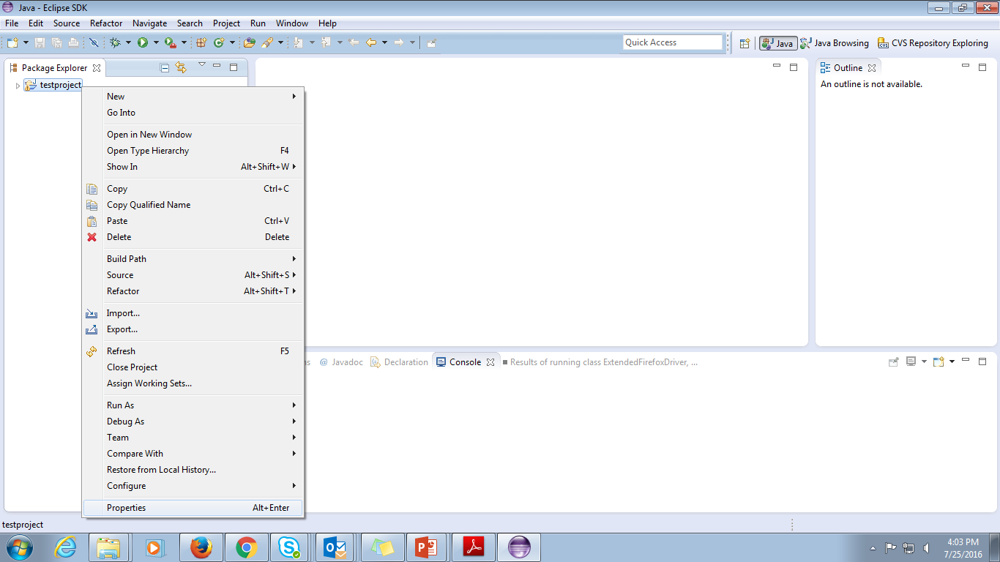 Java - Eclipse SDK
File Edit Source Refactor Navigate Search Project Run Window Help
Quick Access
Java
Java Browsing
CVS Repository Exploring
Package Explorer
testproject
Outline
An outline is not available.
New
Go Into
Open in New Window
Open Type Hierarchy F4
Show In Alt+Shift+W
Copy Ctrl+C
Copy Qualified Name
Paste Ctrl+V
Delete Delete
Build Path
Source Alt+Shift+S
Refactor Alt+Shift+T
Import...
Export...
Refresh F5
Close Project
Assign Working Sets...
Run As
Debug As
Team
Compare With
Restore from Local History...
Configure
Properties Alt+Enter
@ Javadoc Declaration Console Results of running class ExtendedFirefoxDriver, ...
testproject
4:03 PM
7/25/2016